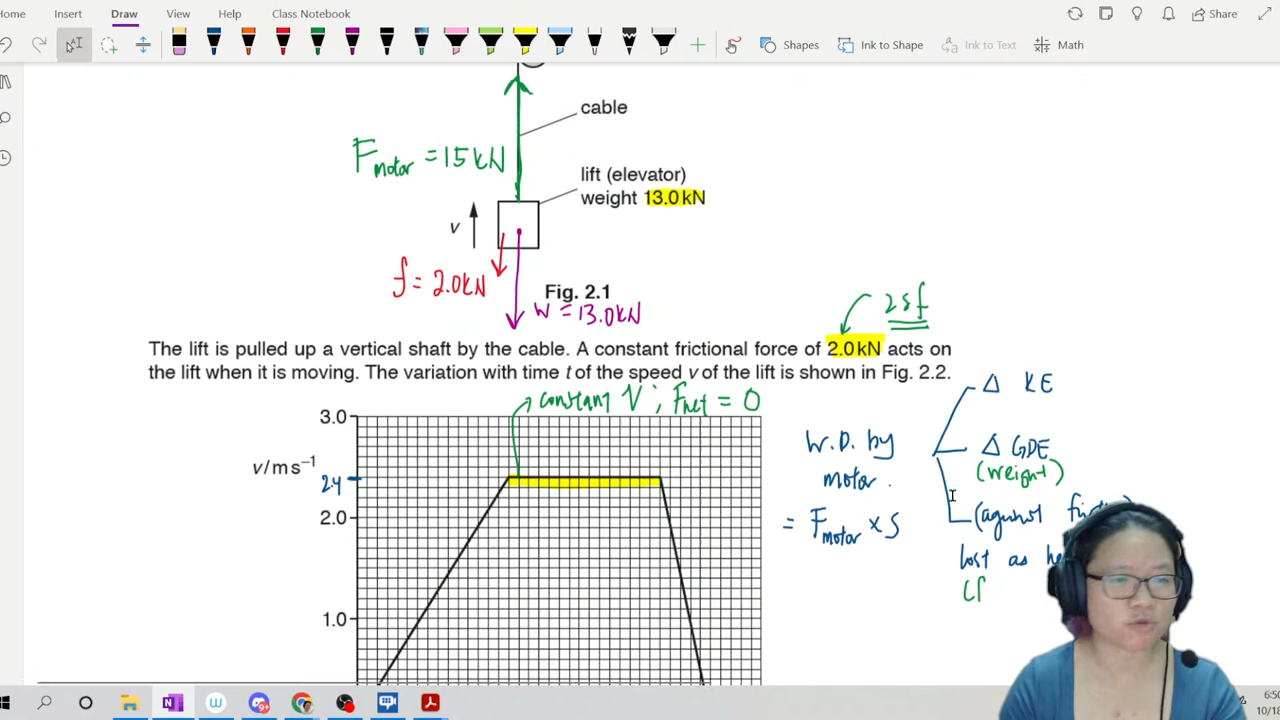 Home Insert Draw View Help Class Notebook Share
Shapes Ink to Shape Ink to Text Math
cable
F motor = 15 kN
lift (elevator)
weight 13.0 kN
v
f = 2.0 kN
Fig. 2.1
W = 13.0 kN
2 sf
The lift is pulled up a vertical shaft by the cable. A constant frictional force of 2.0 kN acts on
the lift when it is moving. The variation with time t of the speed v of the lift is shown in Fig. 2.2.
constant V ; Fnet = 0
Δ KE
3.0
W.D. by
motor.
Δ GPE
(weight)
v/ms⁻¹
2.4
2.0
= F motor × S
(against
lost as
(f
1.0
6:50
10/18